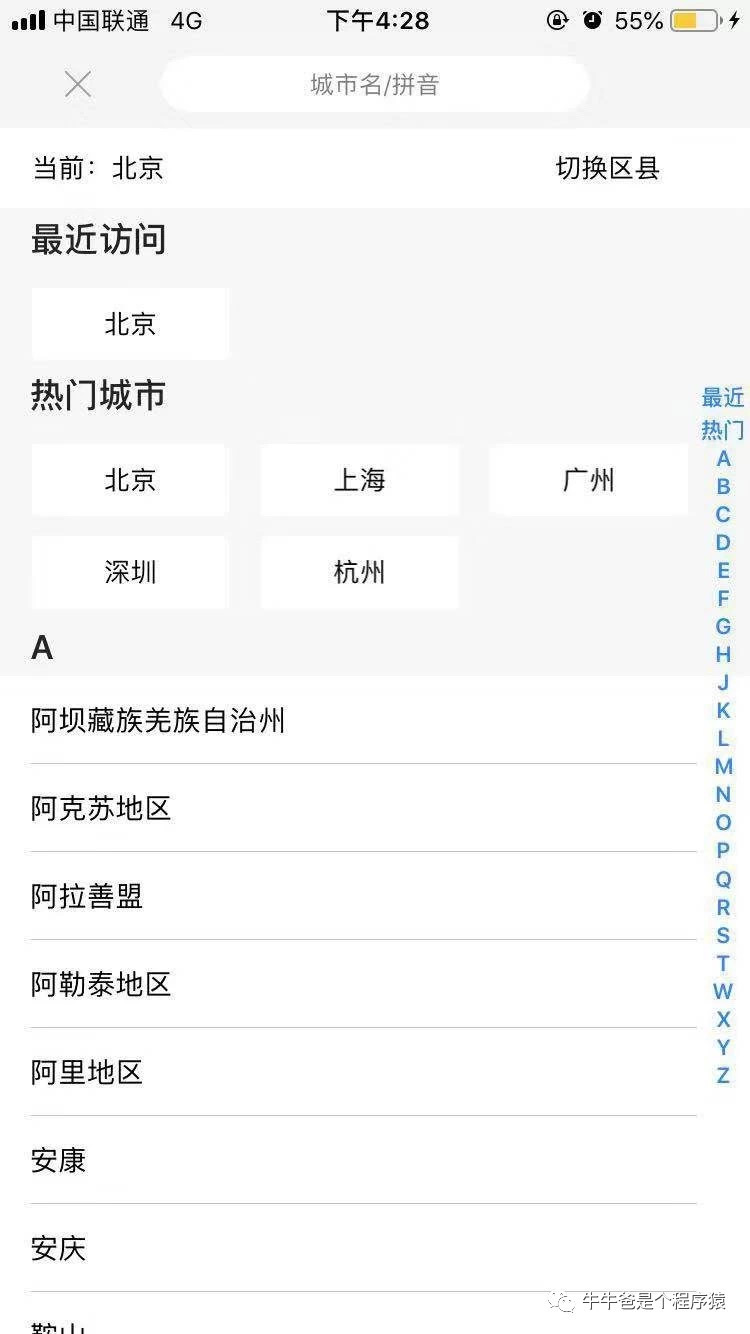 中国联通 4G 下午4:28 55%
城市名/拼音
当前：北京 切换区县
最近访问
北京
热门城市
北京 上海 广州
深圳 杭州
A
阿坝藏族羌族自治州
阿克苏地区
阿拉善盟
阿勒泰地区
阿里地区
安康
安庆
鞍山
最近
热门
A
B
C
D
E
F
G
H
J
K
L
M
N
O
P
Q
R
S
T
W
X
Y
Z
牛牛爸是个程序猿